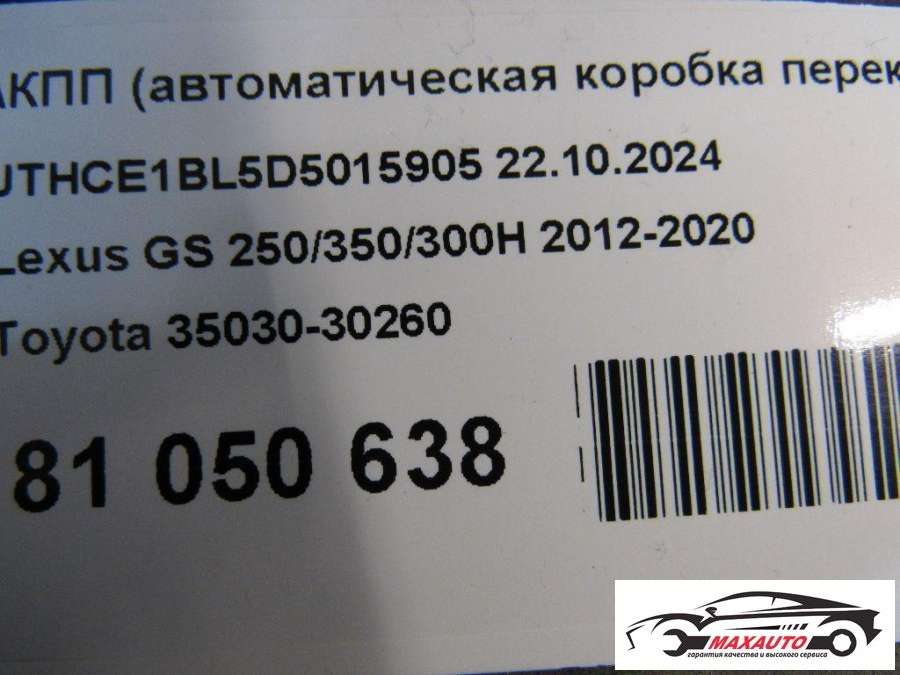 АКПП (автоматическая коробка перек
JTHCE1BL5D5015905 22.10.2024
Lexus GS 250/350/300H 2012-2020
Toyota 35030-30260
81 050 638
MAXAUTO
гарантия качества и высокого сервиса